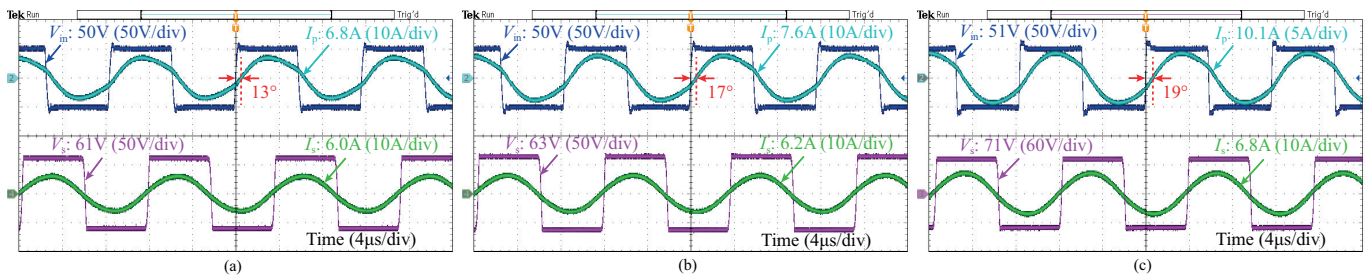 Tek Run Trig'd
Vin: 50V (50V/div) Ip: 6.8A (10A/div)
13°
Vs: 61V (50V/div) Is: 6.0A (10A/div)
Time (4μs/div)
(a)
Tek Run Trig'd
Vin: 50V (50V/div) Ip: 7.6A (10A/div)
17°
Vs: 63V (50V/div) Is: 6.2A (10A/div)
Time (4μs/div)
(b)
Tek Run Trig'd
Vin: 51V (50V/div) Ip: 10.1A (5A/div)
19°
Vs: 71V (60V/div) Is: 6.8A (10A/div)
Time (4μs/div)
(c)